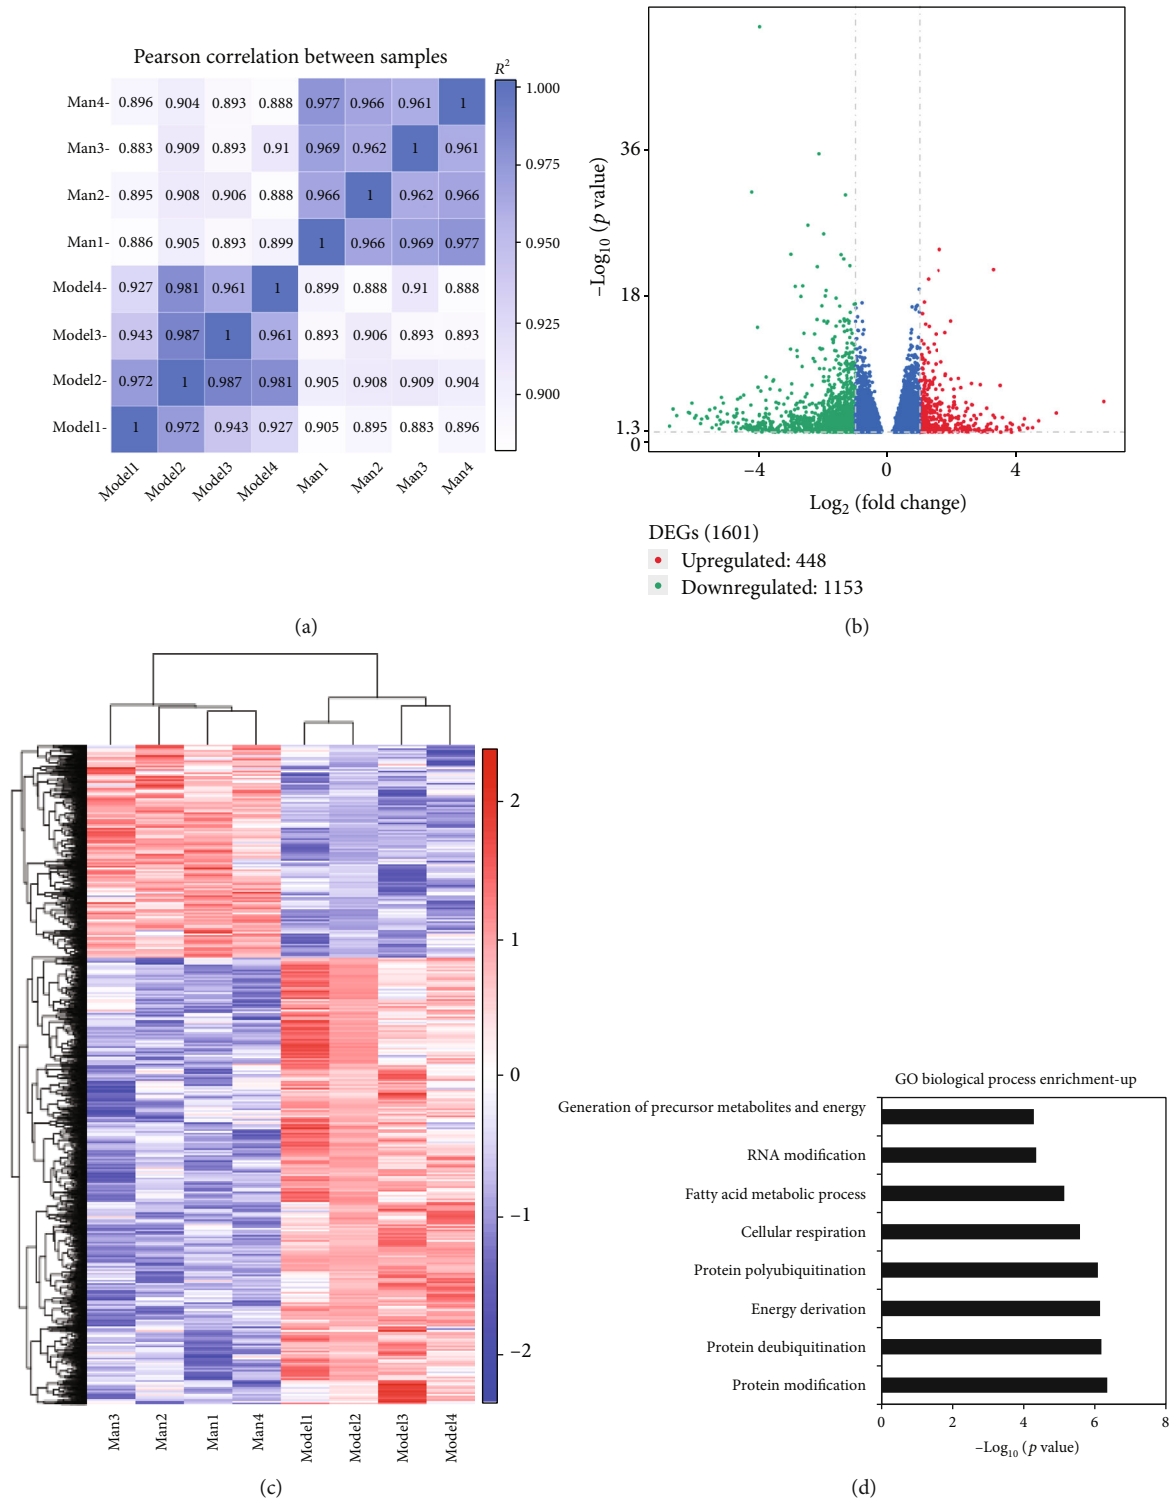 Pearson correlation between samples
R2
Man4- 0.896 0.904 0.893 0.888 0.977 0.966 0.961 1
Man3- 0.883 0.909 0.893 0.91 0.969 0.962 1 0.961
Man2- 0.895 0.908 0.906 0.888 0.966 1 0.962 0.966
Man1- 0.886 0.905 0.893 0.899 1 0.966 0.969 0.977
Model4- 0.927 0.981 0.961 1 0.899 0.888 0.91 0.888
Model3- 0.943 0.987 1 0.961 0.893 0.906 0.893 0.893
Model2- 0.972 1 0.987 0.981 0.905 0.908 0.909 0.904
Model1- 1 0.972 0.943 0.927 0.905 0.895 0.883 0.896
Model1 Model2 Model3 Model4 Man1 Man2 Man3 Man4
1.000
0.975
0.950
0.925
0.900
(a)
−Log10 (p value)
36
18
1.3
0
−4 0 4
Log2 (fold change)
DEGs (1601)
Upregulated: 448
Downregulated: 1153
(b)
2
1
0
−1
−2
Man3 Man2 Man1 Man4 Model1 Model2 Model3 Model4
(c)
GO biological process enrichment-up
Generation of precursor metabolites and energy
RNA modification
Fatty acid metabolic process
Cellular respiration
Protein polyubiquitination
Energy derivation
Protein deubiquitination
Protein modification
0 2 4 6 8
−Log10 (p value)
(d)